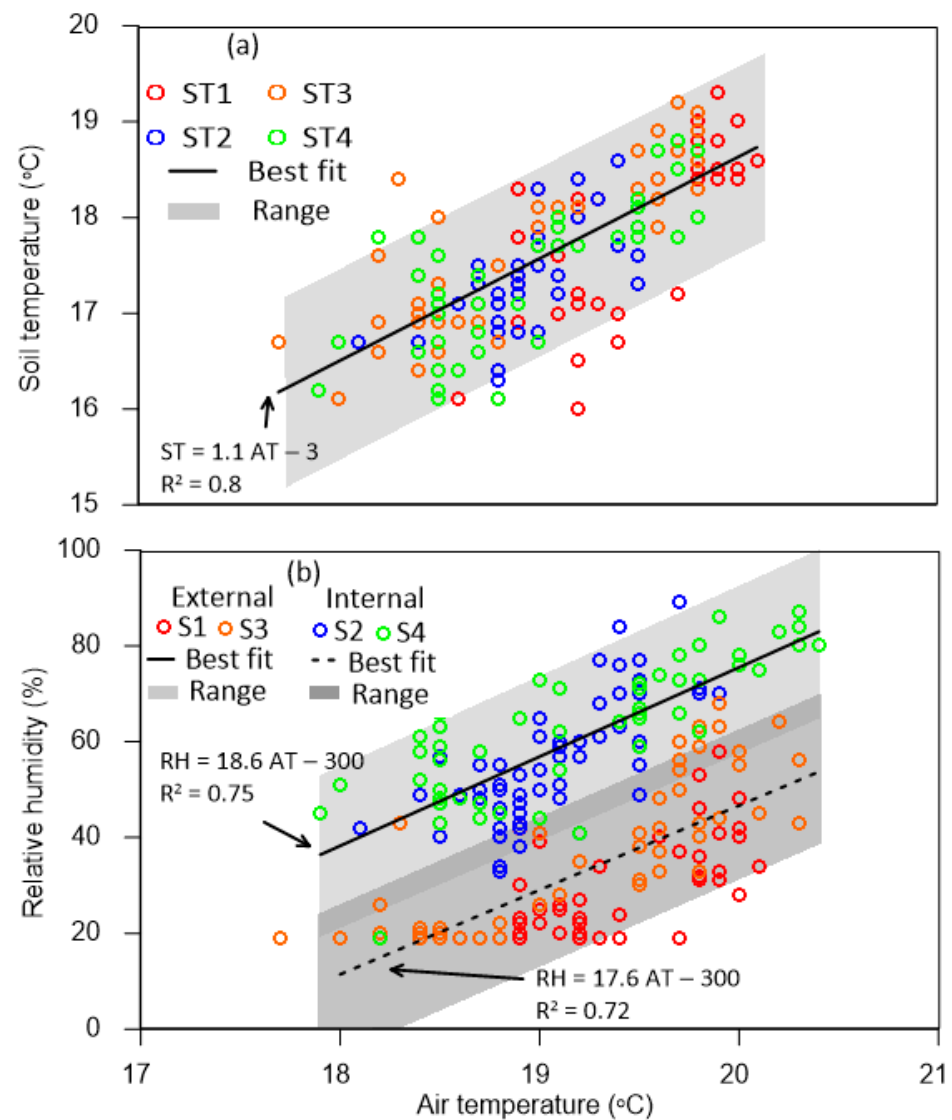 (a)
ST1 ST3
ST2 ST4
Best fit
Range
ST = 1.1 AT – 3
R² = 0.8
Soil temperature (°C)
20
19
18
17
16
15
(b)
External Internal
S1 S3 S2 S4
Best fit Best fit
Range Range
RH = 18.6 AT – 300
R² = 0.75
RH = 17.6 AT – 300
R² = 0.72
Relative humidity (%)
100
80
60
40
20
0
17 18 19 20 21
Air temperature (°C)